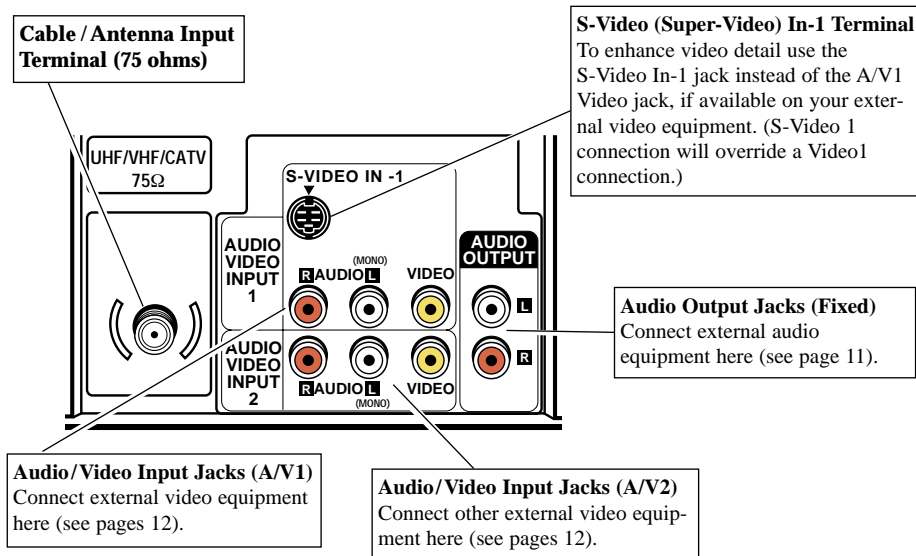 Cable / Antenna Input
Terminal (75 ohms)
S-Video (Super-Video) In-1 Terminal
To enhance video detail use the
S-Video In-1 jack instead of the A/V1
Video jack, if available on your exter-
nal video equipment. (S-Video 1
connection will override a Video1
connection.)
UHF/VHF/CATV
75Ω
S-VIDEO IN -1
AUDIO
VIDEO
INPUT
1
(MONO)
R AUDIO L VIDEO
AUDIO
OUTPUT
L
R
AUDIO
VIDEO
INPUT
2
R AUDIO L VIDEO
(MONO)
Audio Output Jacks (Fixed)
Connect external audio
equipment here (see page 11).
Audio/Video Input Jacks (A/V1)
Connect external video equipment
here (see pages 12).
Audio/Video Input Jacks (A/V2)
Connect other external video equip-
ment here (see pages 12).